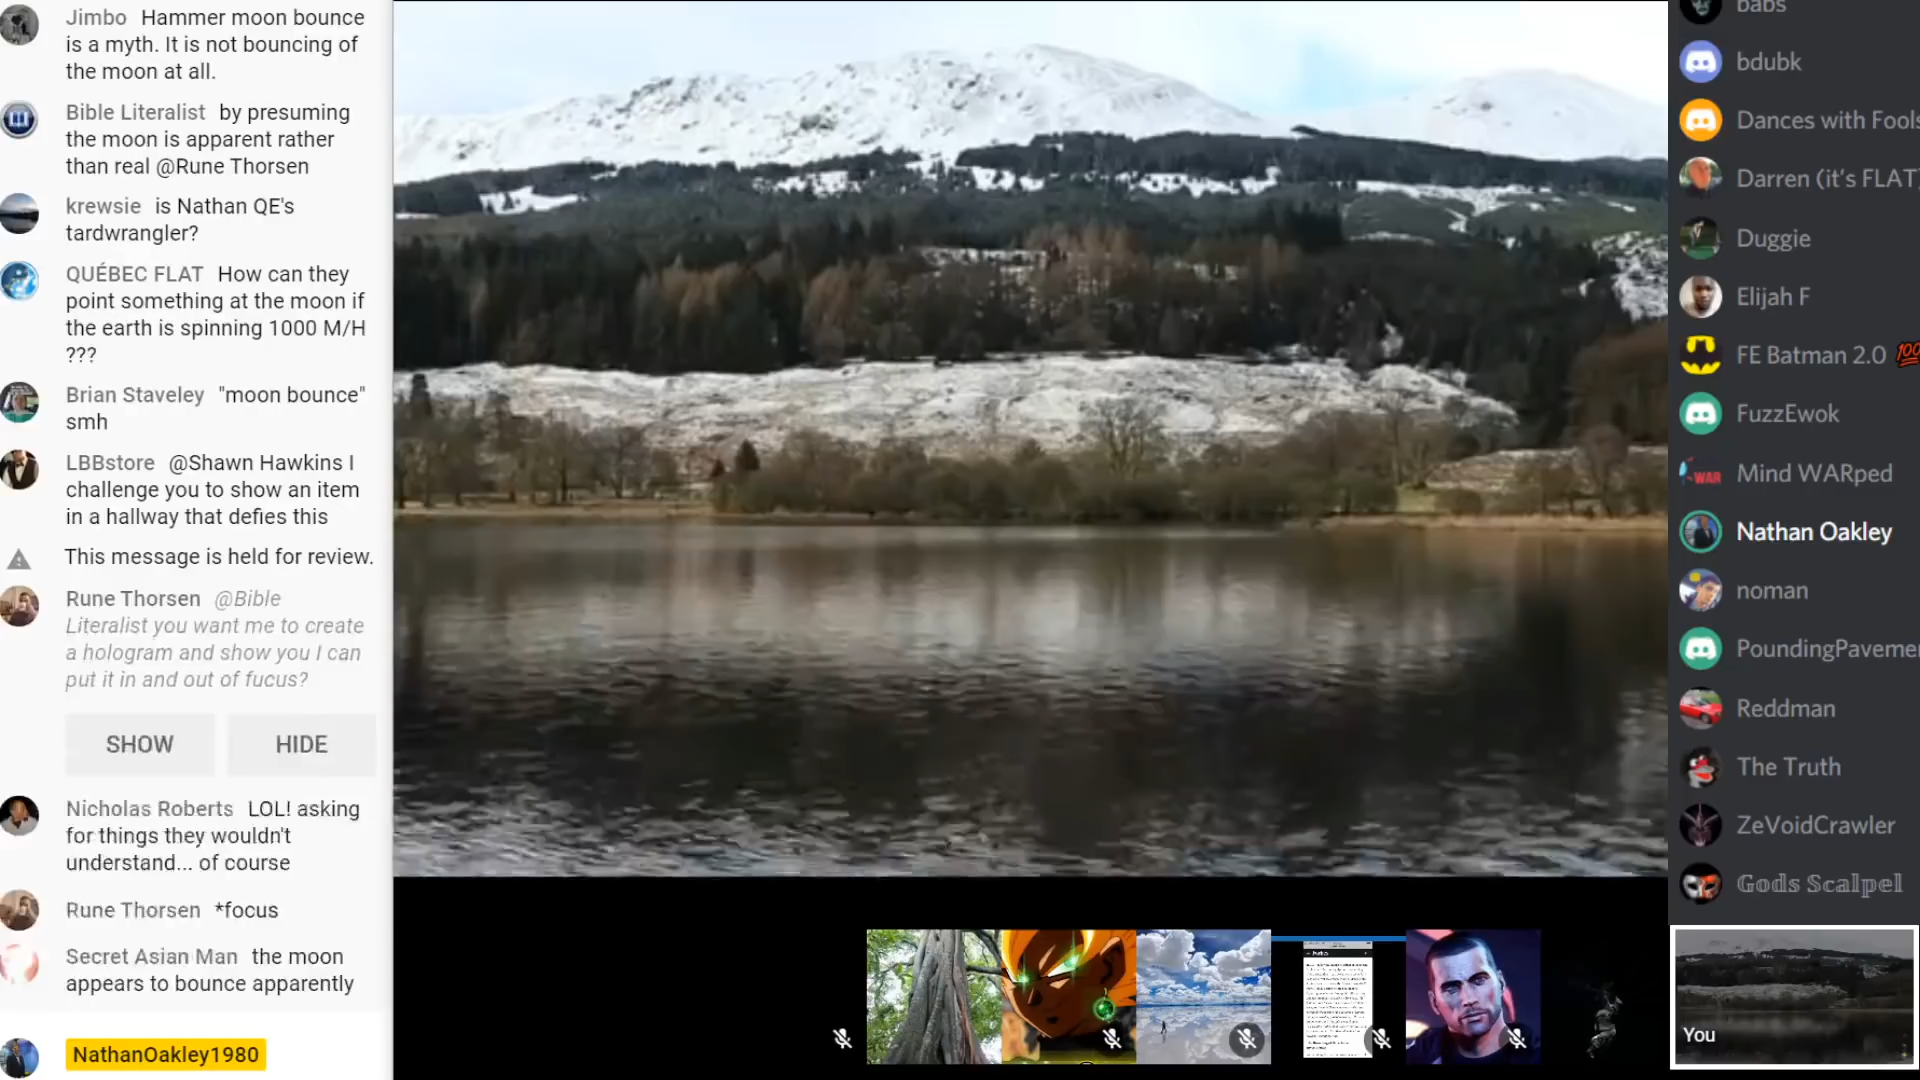 Jimbo Hammer moon bounce
is a myth. It is not bouncing of
the moon at all.
Bible Literalist by presuming
the moon is apparent rather
than real @Rune Thorsen
krewsie is Nathan QE's
tardwrangler?
QUÉBEC FLAT How can they
point something at the moon if
the earth is spinning 1000 M/H
???
Brian Staveley "moon bounce"
smh
LBBstore @Shawn Hawkins I
challenge you to show an item
in a hallway that defies this
This message is held for review.
Rune Thorsen @Bible
Literalist you want me to create
a hologram and show you I can
put it in and out of fucus?
SHOW HIDE
Nicholas Roberts LOL! asking
for things they wouldn't
understand... of course
Rune Thorsen *focus
Secret Asian Man the moon
appears to bounce apparently
NathanOakley1980
babs
bdubk
Dances with Fools
Darren (it's FLAT)
Duggie
Elijah F
FE Batman 2.0 💯
FuzzEwok
WAR
Mind WARped
Nathan Oakley
noman
PoundingPaveme
Reddman
The Truth
ZeVoidCrawler
Gods Scalpel
You